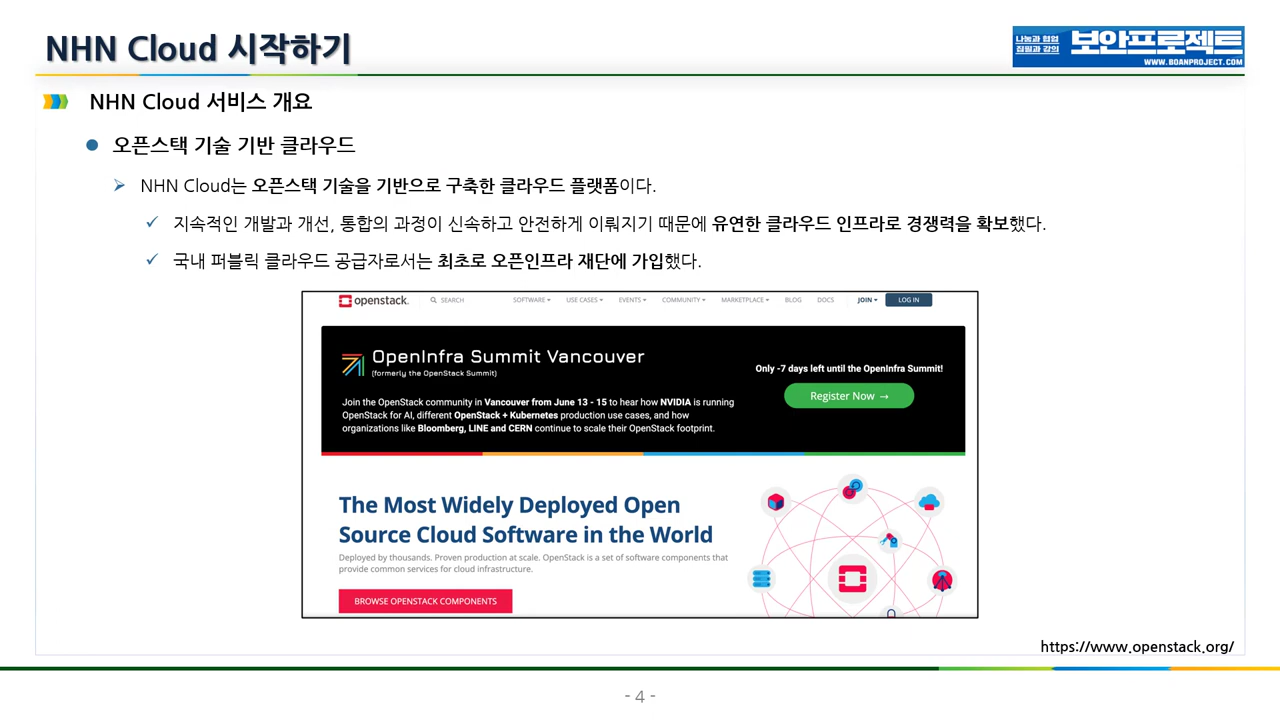 NHN Cloud 시작하기
나눔과 협업
집필과 강의
보안프로젝트
WWW.BOANPROJECT.COM
NHN Cloud 서비스 개요
오픈스택 기술 기반 클라우드
NHN Cloud는 오픈스택 기술을 기반으로 구축한 클라우드 플랫폼이다.
지속적인 개발과 개선, 통합의 과정이 신속하고 안전하게 이뤄지기 때문에 유연한 클라우드 인프라로 경쟁력을 확보했다.
국내 퍼블릭 클라우드 공급자로서는 최초로 오픈인프라 재단에 가입했다.
openstack. SEARCH SOFTWARE USE CASES EVENTS COMMUNITY MARKETPLACE BLOG DOCS JOIN LOG IN
OpenInfra Summit Vancouver
(formerly the OpenStack Summit)
Join the OpenStack community in Vancouver from June 13 - 15 to hear how NVIDIA is running
OpenStack for AI, different OpenStack + Kubernetes production use cases, and how
organizations like Bloomberg, LINE and CERN continue to scale their OpenStack footprint.
Only -7 days left until the OpenInfra Summit!
Register Now →
The Most Widely Deployed Open
Source Cloud Software in the World
Deployed by thousands. Proven production at scale. OpenStack is a set of software components that
provide common services for cloud infrastructure.
BROWSE OPENSTACK COMPONENTS
https://www.openstack.org/
- 4 -